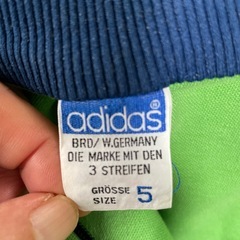 adidas®
BRD/W.GERMANY
DIE MARKE MIT DEN
3 STREIFEN
GRÖSSE
SIZE 5